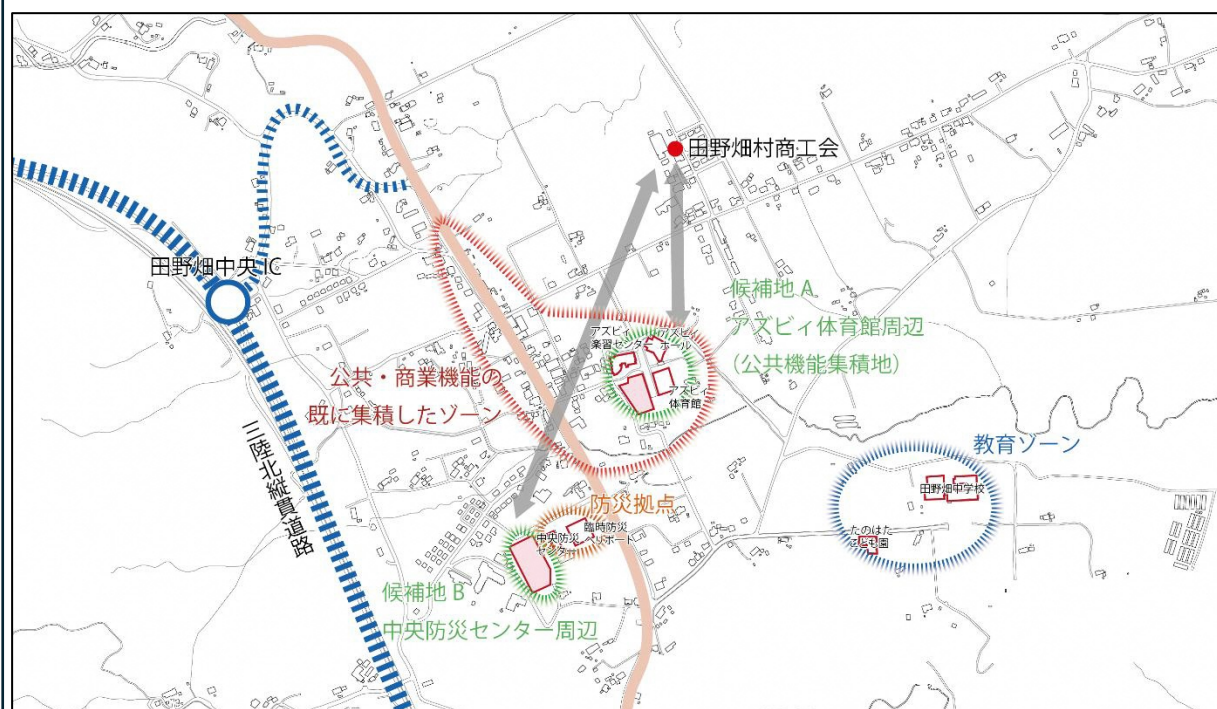 田野畑村商工会
田野畑中央 IC
候補地 A
アズビィ体育館周辺
(公共機能集積地)
アズビィ
楽習センター
アズビィ
ホール
アズビィ
体育館
公共・商業機能の
既に集積したゾーン
三陸北縦貫道路
教育ゾーン
田野畑中学校
たのはた
こども園
防災拠点
臨時防災
ヘリポート
中央防災
センター
候補地 B
中央防災センター周辺